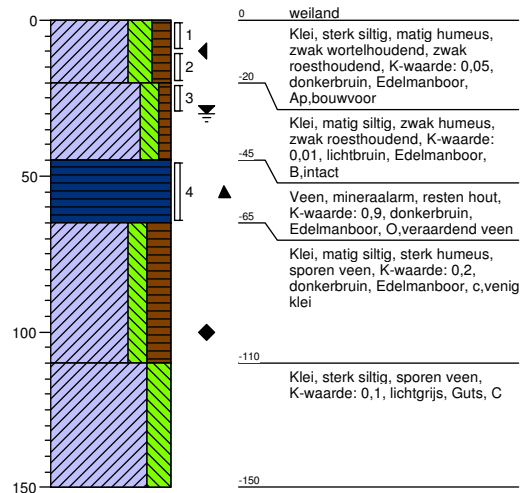 0
50
100
150
1
2
3
4
0
weiland
Klei, sterk siltig, matig humeus,
zwak wortelhoudend, zwak
roesthoudend, K-waarde: 0,05,
donkerbruin, Edelmanboor,
Ap,bouwvoor
-20
Klei, matig siltig, zwak humeus,
zwak roesthoudend, K-waarde:
0,01, lichtbruin, Edelmanboor,
B,intact
-45
Veen, mineraalarm, resten hout,
K-waarde: 0,9, donkerbruin,
Edelmanboor, O,veraardend veen
-65
Klei, matig siltig, sterk humeus,
sporen veen, K-waarde: 0,2,
donkerbruin, Edelmanboor, c,venig
klei
-110
Klei, sterk siltig, sporen veen,
K-waarde: 0,1, lichtgrijs, Guts, C
-150